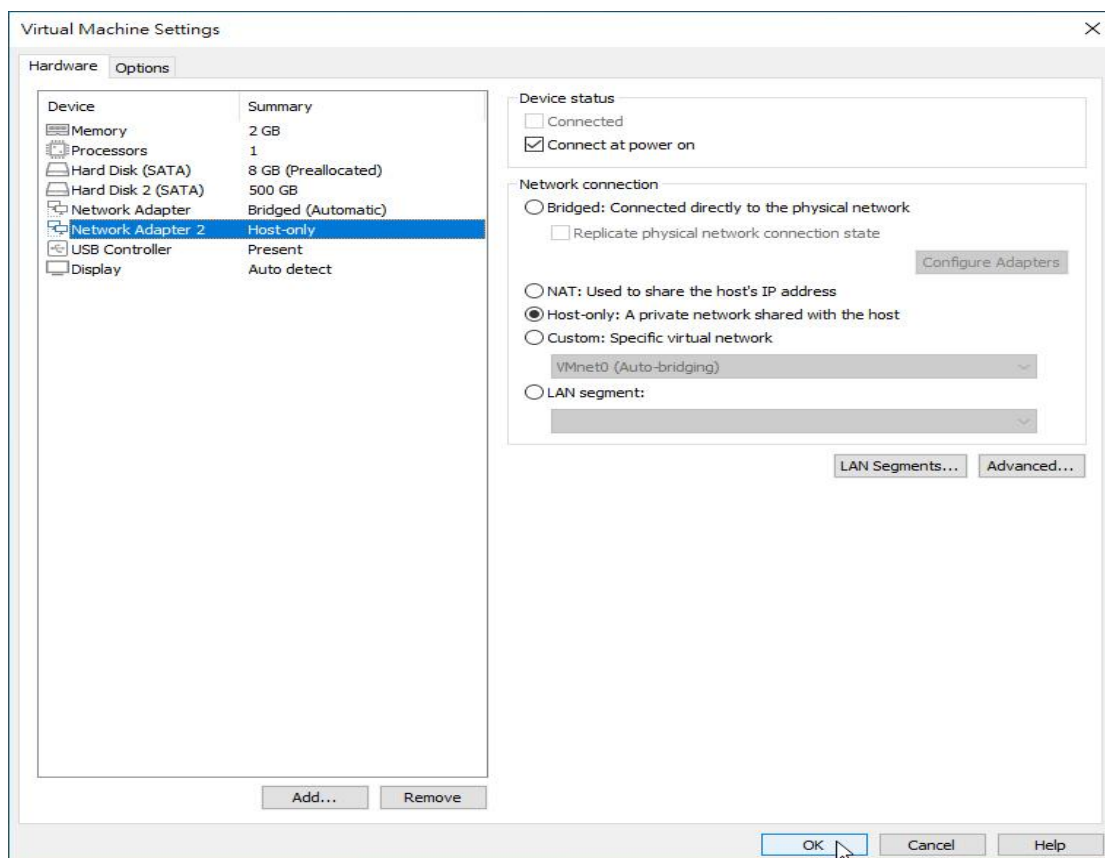 Virtual Machine Settings
Hardware Options
Device Summary
Memory 2 GB
Processors 1
Hard Disk (SATA) 8 GB (Preallocated)
Hard Disk 2 (SATA) 500 GB
Network Adapter Bridged (Automatic)
Network Adapter 2 Host-only
USB Controller Present
Display Auto detect
Add... Remove
Device status
Connected
Connect at power on
Network connection
Bridged: Connected directly to the physical network
Replicate physical network connection state
Configure Adapters
NAT: Used to share the host's IP address
Host-only: A private network shared with the host
Custom: Specific virtual network
VMnet0 (Auto-bridging)
LAN segment:
LAN Segments... Advanced...
OK Cancel Help